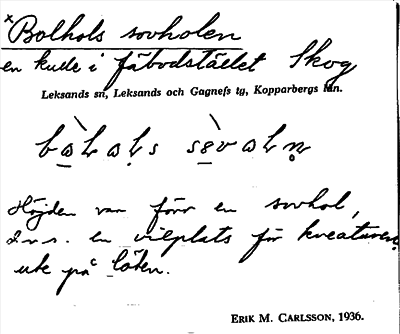 ×Bolhols sovholen
en kulle i fäbodstället Skog
Leksands sn, Leksands och Gagnefs tg, Kopparbergs län.
Höjden var förr en sovhol,
d.v.s. en vilplats för kreaturen
ute på löten.
ERIK M. CARLSSON, 1936.